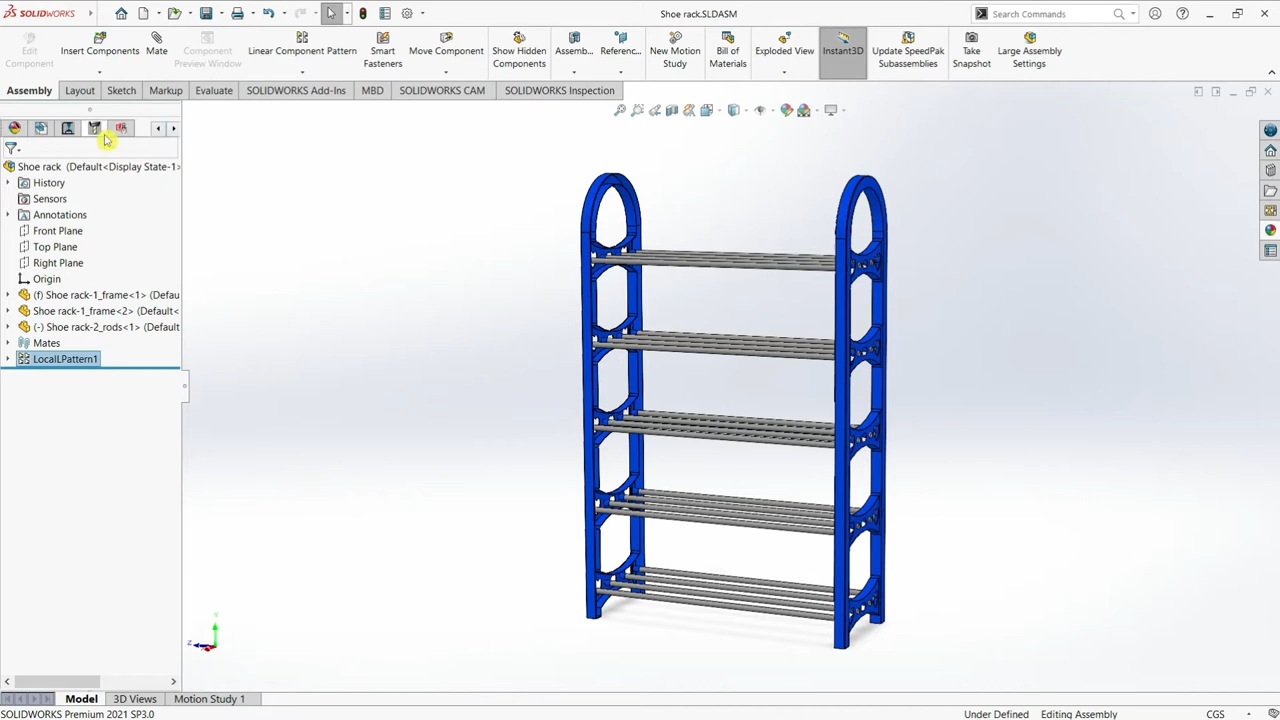 SOLIDWORKS
Shoe rack.SLDASM
Search Commands
Edit Component
Insert Components
Mate
Component Preview Window
Linear Component Pattern
Smart Fasteners
Move Component
Show Hidden Components
Assemb...
Referenc...
New Motion Study
Bill of Materials
Exploded View
Instant3D
Update SpeedPak Subassemblies
Take Snapshot
Large Assembly Settings
Assembly Layout Sketch Markup Evaluate SOLIDWORKS Add-Ins MBD SOLIDWORKS CAM SOLIDWORKS Inspection
Shoe rack (Default<Display State-1>
History
Sensors
Annotations
Front Plane
Top Plane
Right Plane
Origin
(f) Shoe rack-1_frame<1> (Defau
Shoe rack-1_frame<2> (Default<
(-) Shoe rack-2_rods<1> (Default
Mates
LocalLPattern1
Y
Z
Model 3D Views Motion Study 1
SOLIDWORKS Premium 2021 SP3.0
Under Defined Editing Assembly CGS